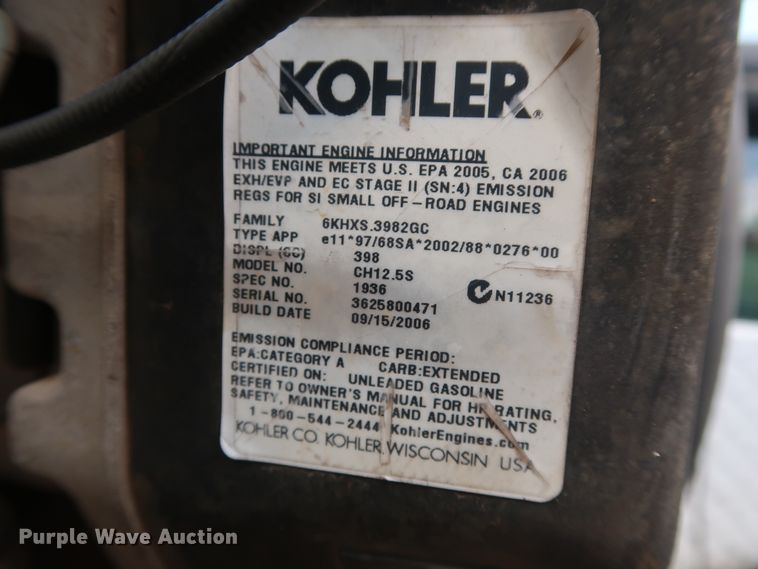 KOHLER®
IMPORTANT ENGINE INFORMATION
THIS ENGINE MEETS U.S. EPA 2005, CA 2006
EXH/EVP AND EC STAGE II (SN:4) EMISSION
REGS FOR SI SMALL OFF-ROAD ENGINES
FAMILY 6KHXS.3982GC
TYPE APP e11*97/68SA*2002/88*0276*00
DISPL (CC) 398
MODEL NO. CH12.5S
SPEC NO. 1936 N11236
SERIAL NO. 3625800471
BUILD DATE 09/15/2006
EMISSION COMPLIANCE PERIOD:
EPA:CATEGORY A CARB:EXTENDED
CERTIFIED ON: UNLEADED GASOLINE
REFER TO OWNER'S MANUAL FOR HP RATING,
SAFETY, MAINTENANCE AND ADJUSTMENTS
1-800-544-2444 KohlerEngines.com
KOHLER CO. KOHLER, WISCONSIN USA
Purple Wave Auction